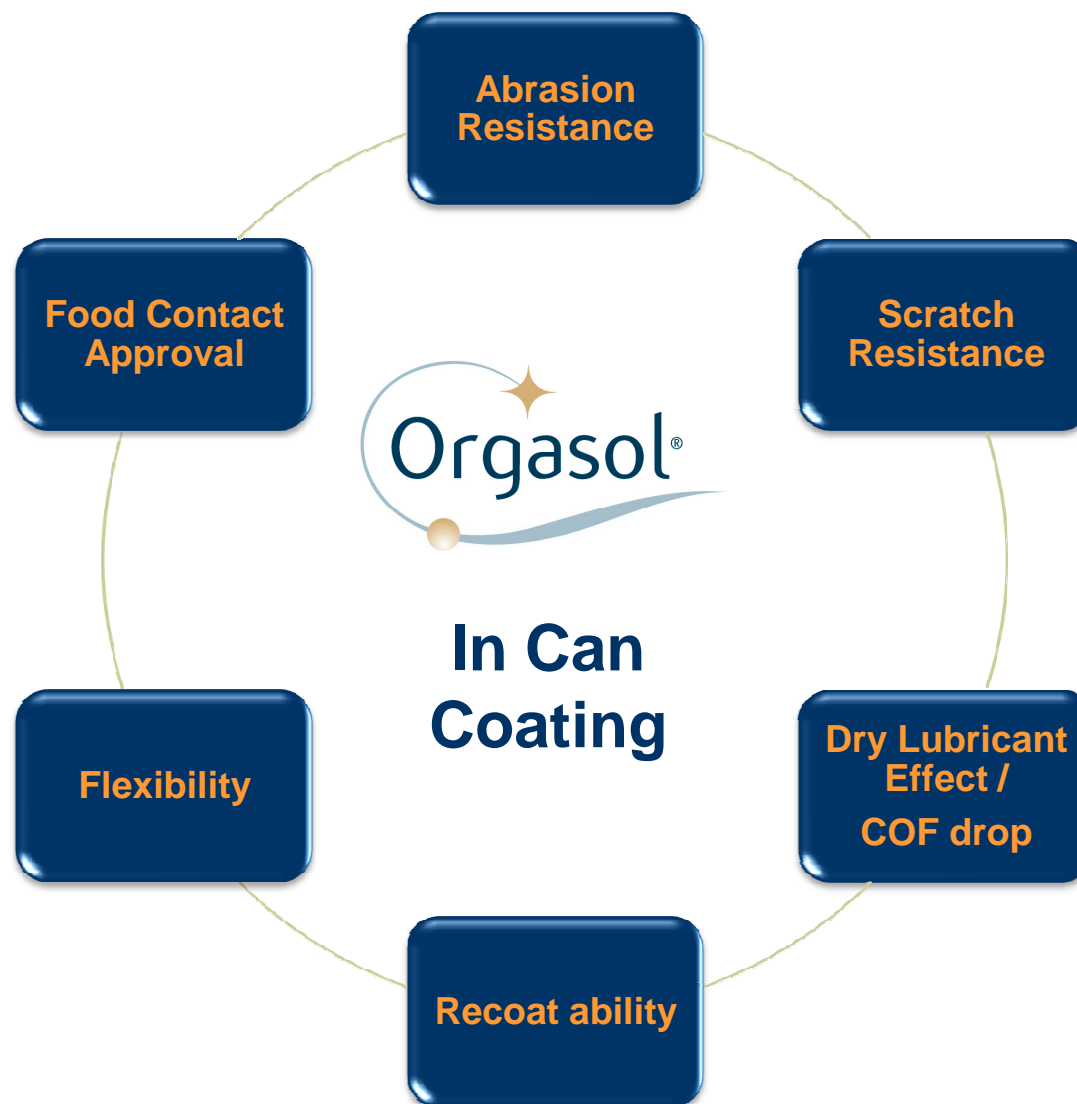 Abrasion
Resistance
Food Contact
Approval
Scratch
Resistance
Orgasol®
In Can
Coating
Flexibility
Dry Lubricant
Effect /
COF drop
Recoat ability